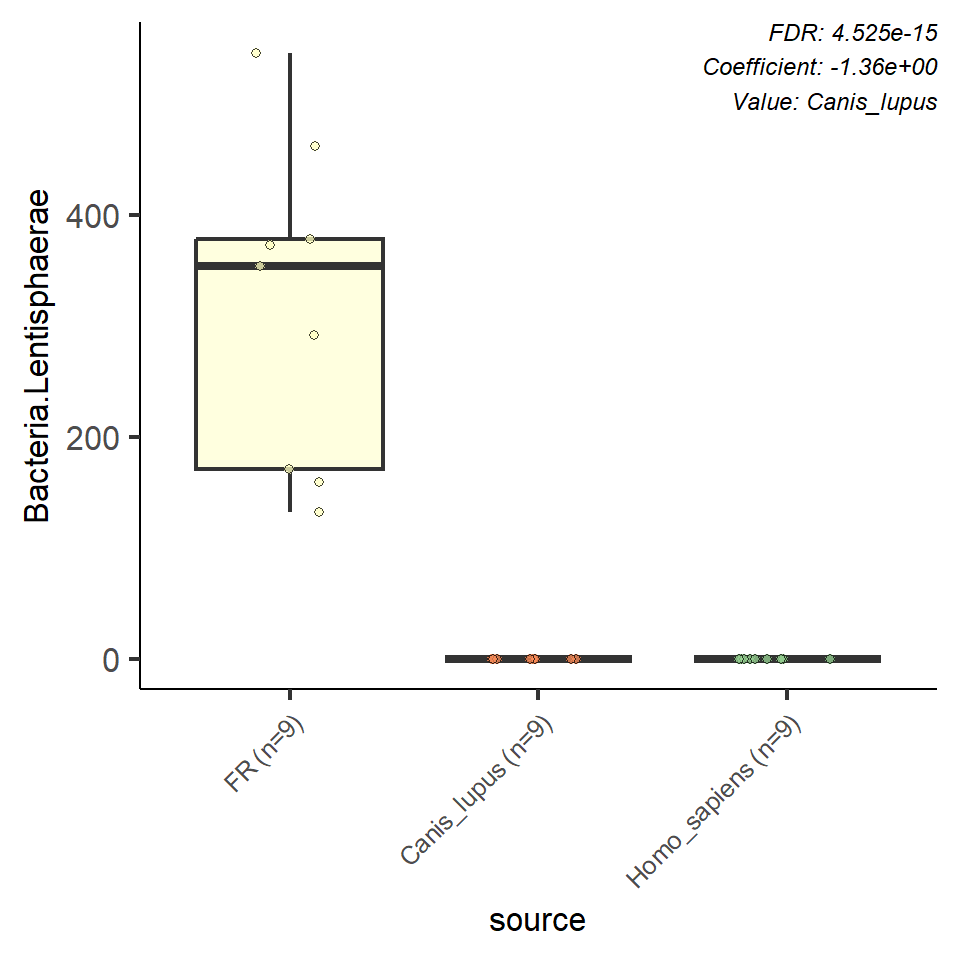 FDR: 4.525e-15
Coefficient: -1.36e+00
Value: Canis_lupus
Bacteria.Lentisphaerae
400
200
0
FR (n=9)
Canis_lupus (n=9)
Homo_sapiens (n=9)
source